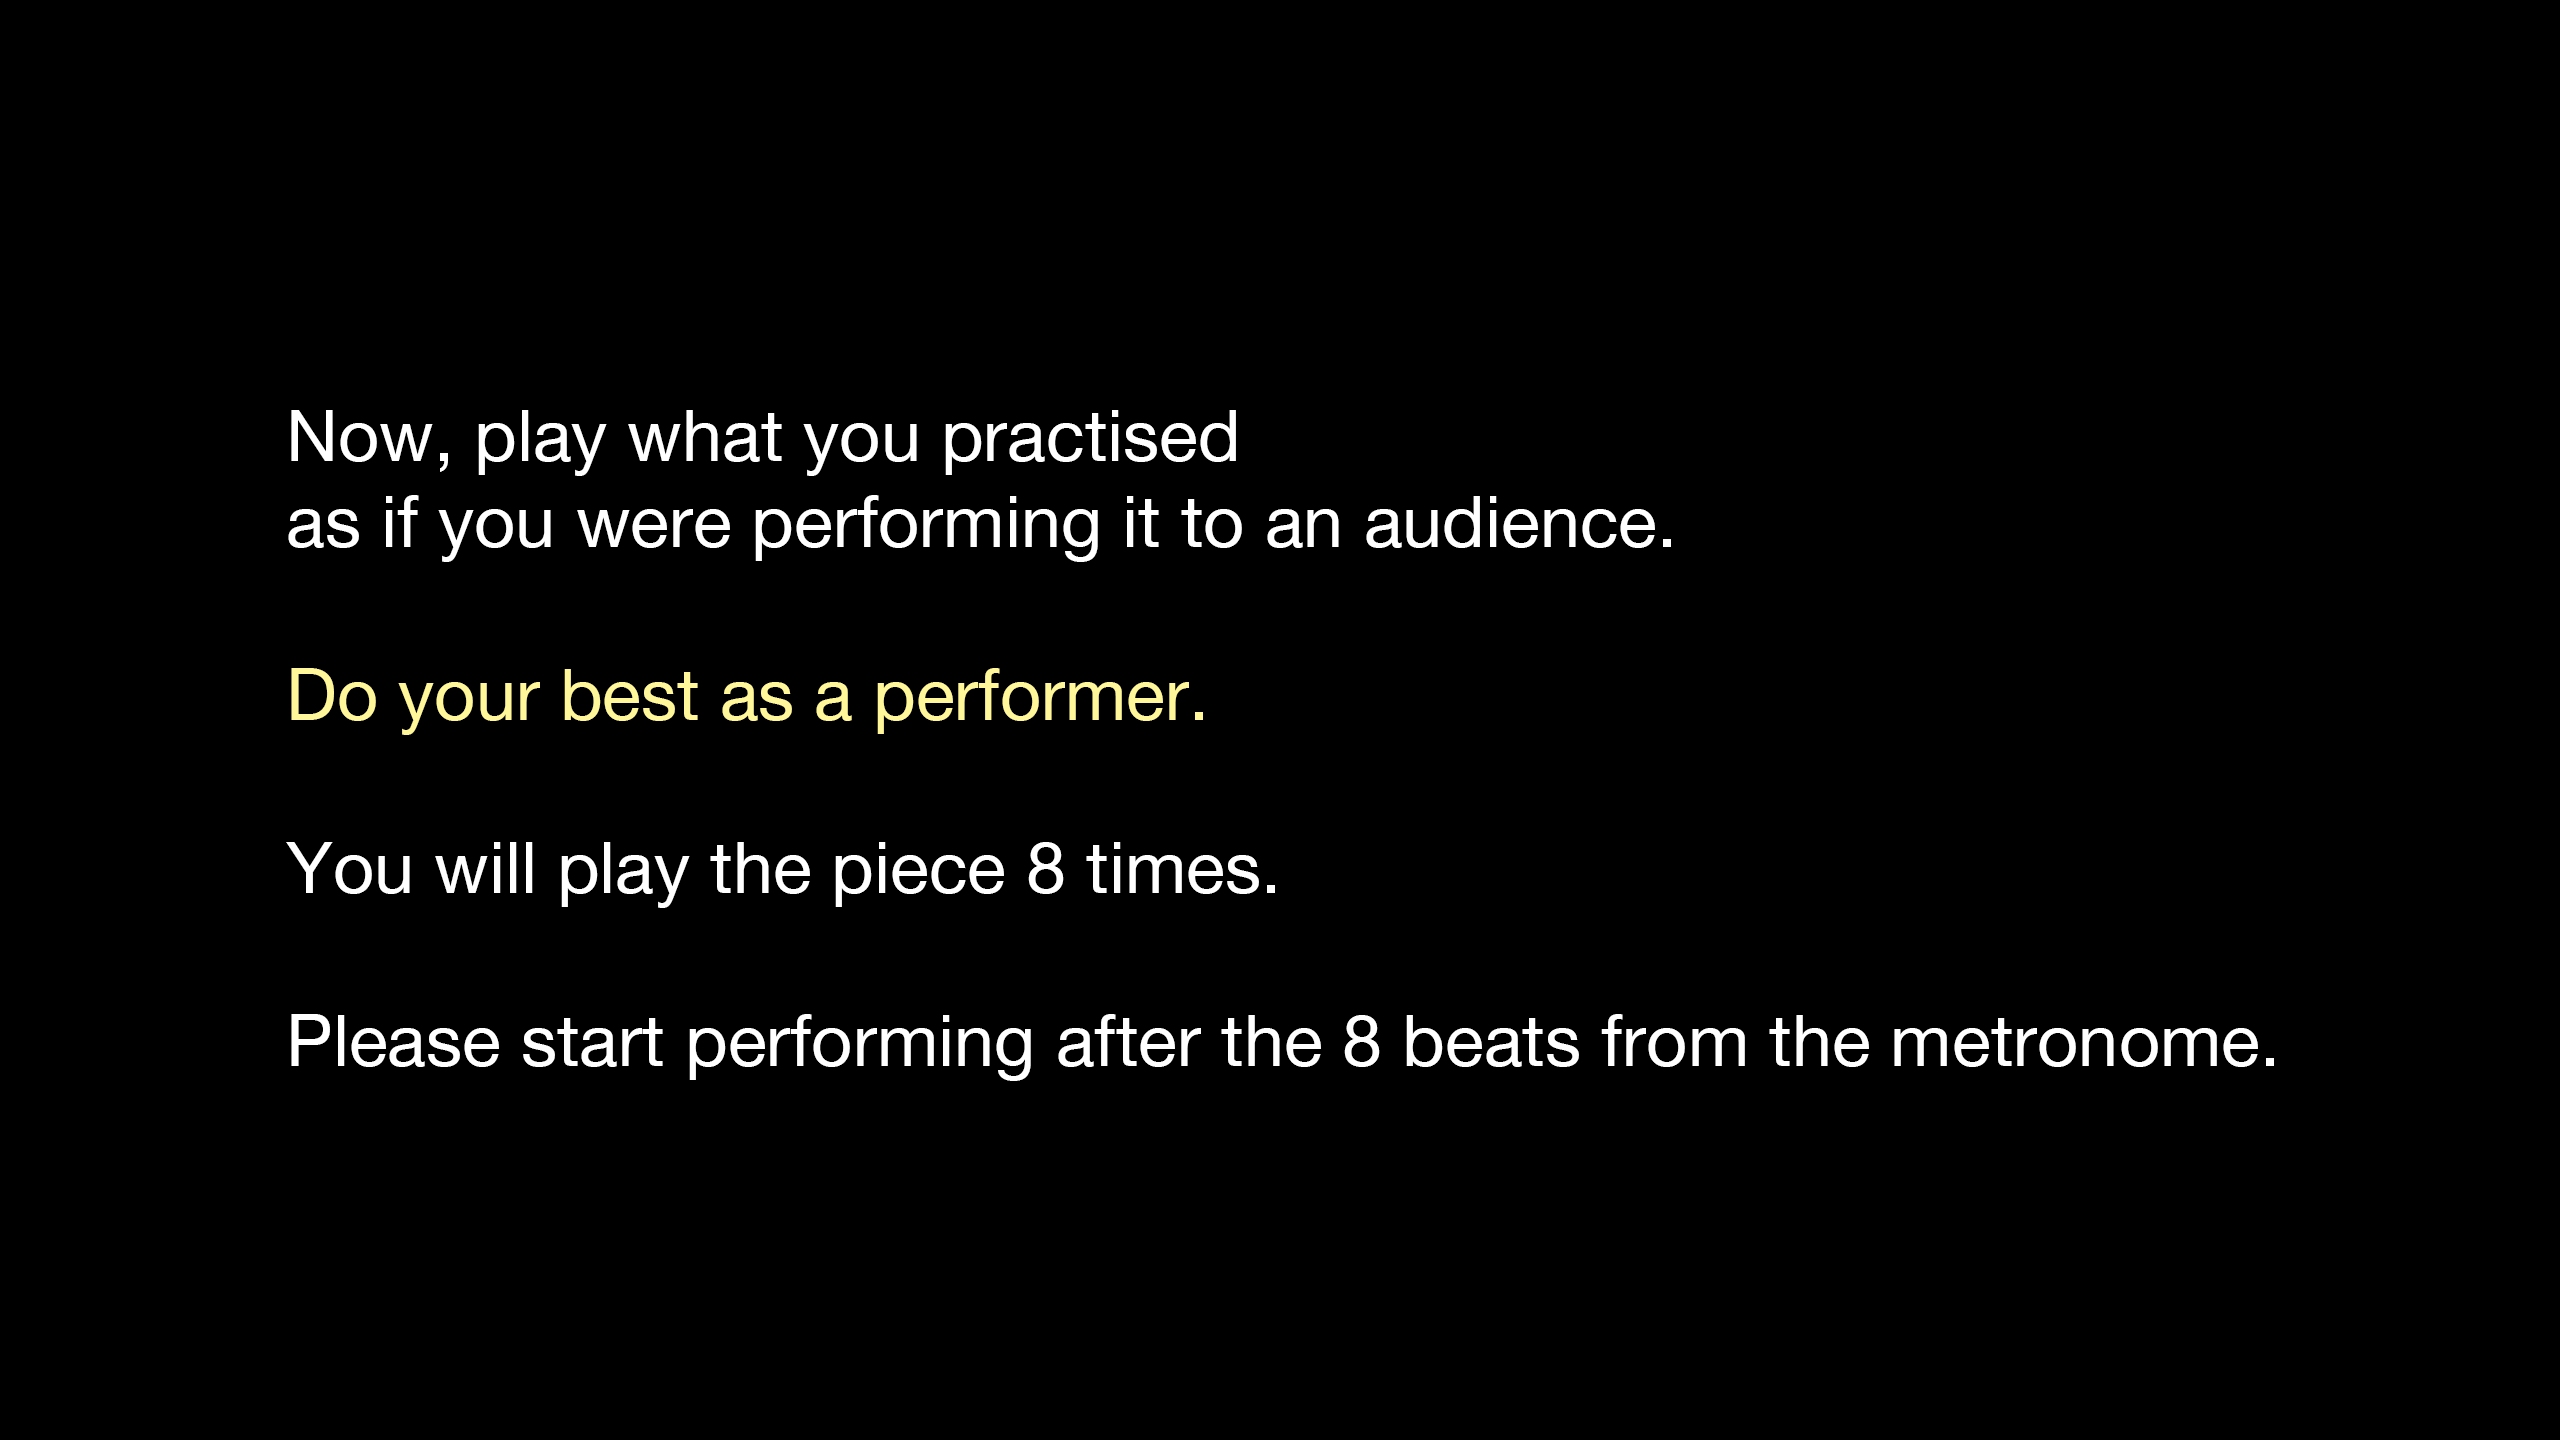 Now, play what you practised
as if you were performing it to an audience.
Do your best as a performer.
You will play the piece 8 times.
Please start performing after the 8 beats from the metronome.